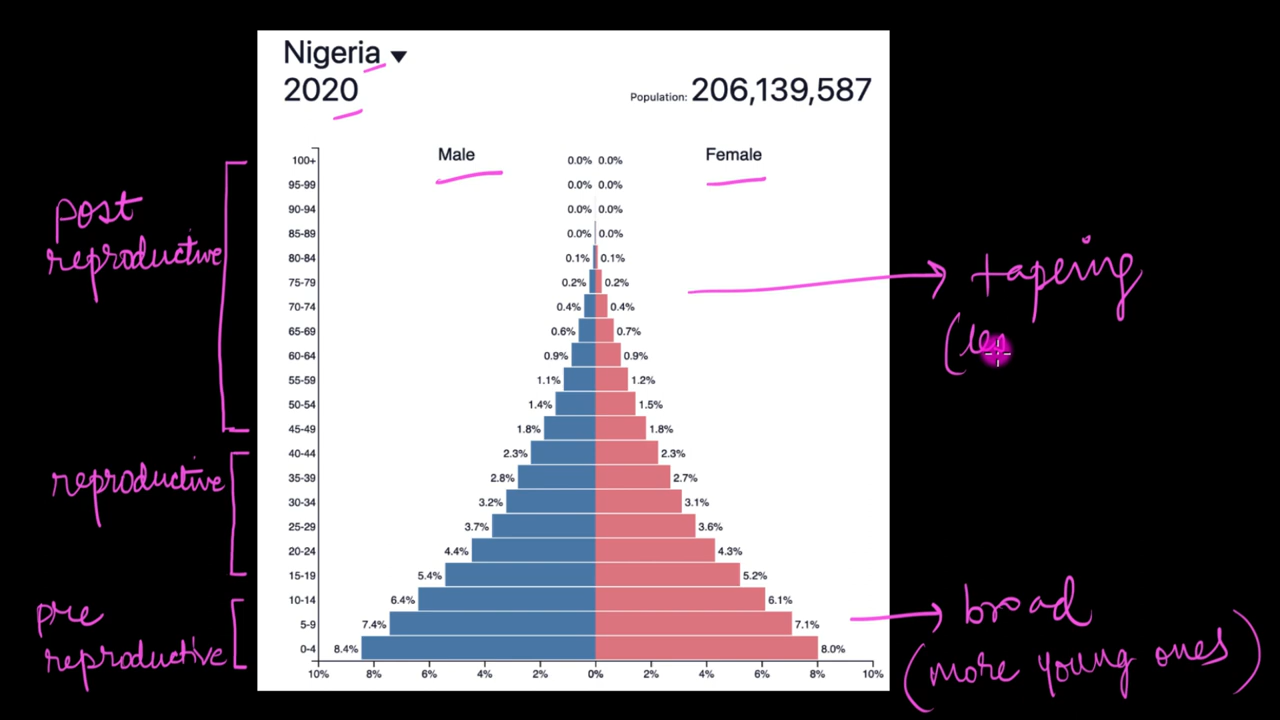 Nigeria
2020
Population: 206,139,587
Male
Female
100+ 0.0% 0.0%
95-99 0.0% 0.0%
90-94 0.0% 0.0%
85-89 0.0% 0.0%
80-84 0.1% 0.1%
75-79 0.2% 0.2%
70-74 0.4% 0.4%
65-69 0.6% 0.7%
60-64 0.9% 0.9%
55-59 1.1% 1.2%
50-54 1.4% 1.5%
45-49 1.8% 1.8%
40-44 2.3% 2.3%
35-39 2.8% 2.7%
30-34 3.2% 3.1%
25-29 3.7% 3.6%
20-24 4.4% 4.3%
15-19 5.4% 5.2%
10-14 6.4% 6.1%
5-9 7.4% 7.1%
0-4 8.4% 8.0%
10% 8% 6% 4% 2% 0% 2% 4% 6% 8% 10%
post
reproductive
reproductive
pre
reproductive
tapering
broad
(more young ones)